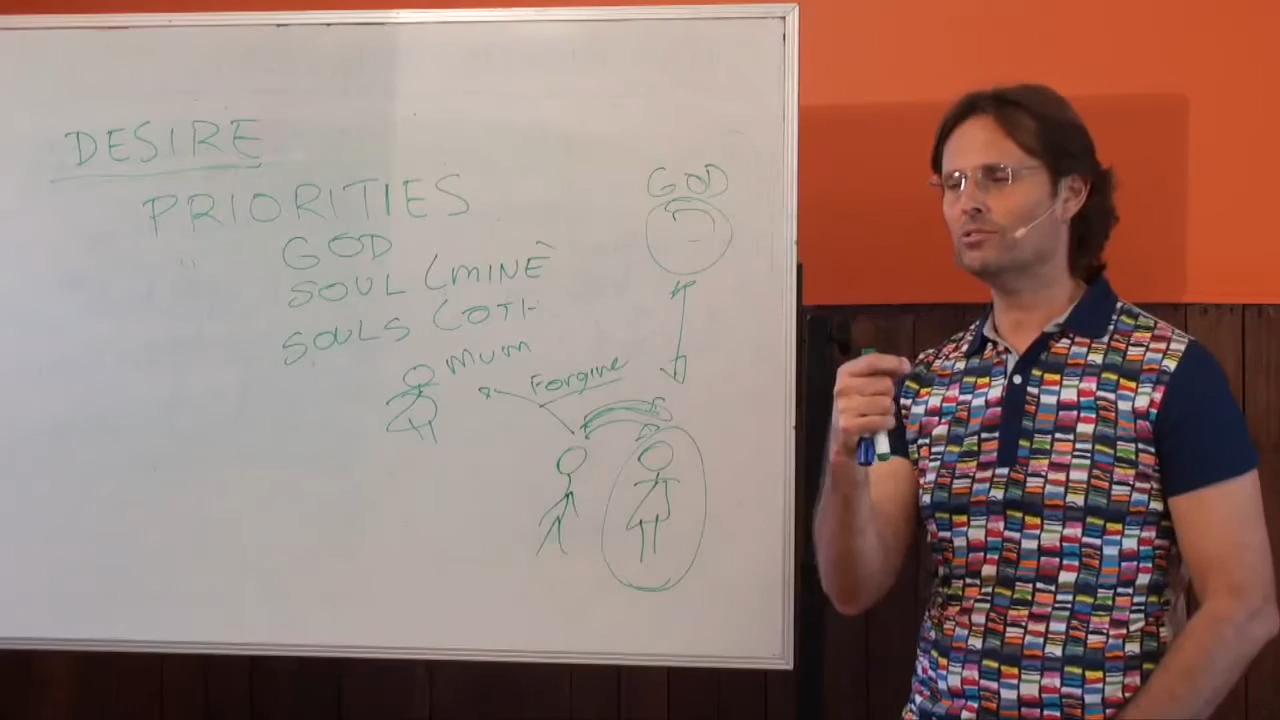 DESIRE
PRIORITIES
GOD
SOUL (MINE
SOULS (OTH
MUM
Forgive
GOD